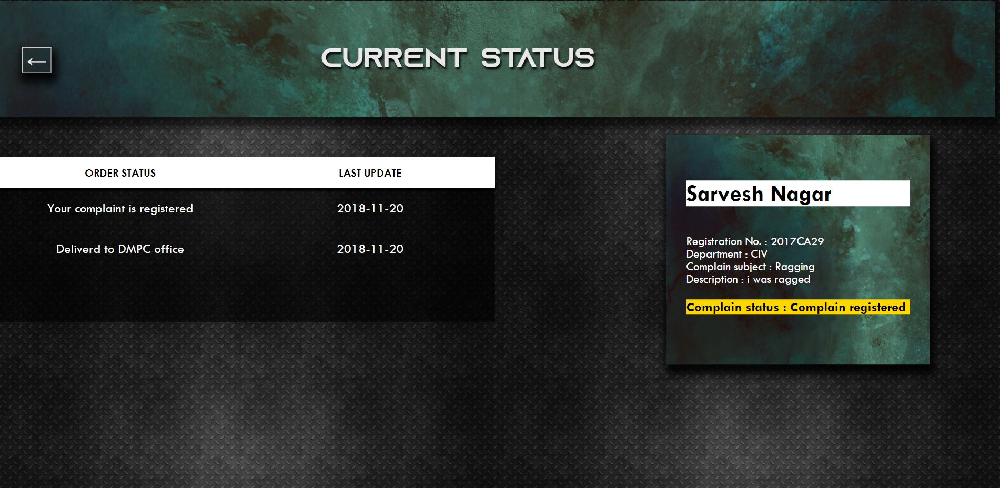 ←
CURRENT STATUS
ORDER STATUS LAST UPDATE
Your complaint is registered 2018-11-20
Deliverd to DMPC office 2018-11-20
Sarvesh Nagar
Registration No. : 2017CA29
Department : CIV
Complain subject : Ragging
Description : i was ragged
Complain status : Complain registered